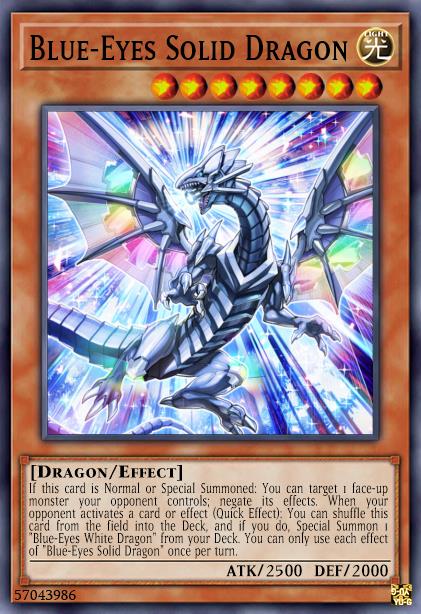 BLUE-EYES SOLID DRAGON
LIGHT
光
[DRAGON/EFFECT]
If this card is Normal or Special Summoned: You can target 1 face-up
monster your opponent controls; negate its effects. When your
opponent activates a card or effect (Quick Effect): You can shuffle
this card from the field into the Deck, and if you do, Special Summon 1
"Blue-Eyes White Dragon" from your Deck. You can only use each effect
of "Blue-Eyes Solid Dragon" once per turn.
ATK/2500 DEF/2000
57043986